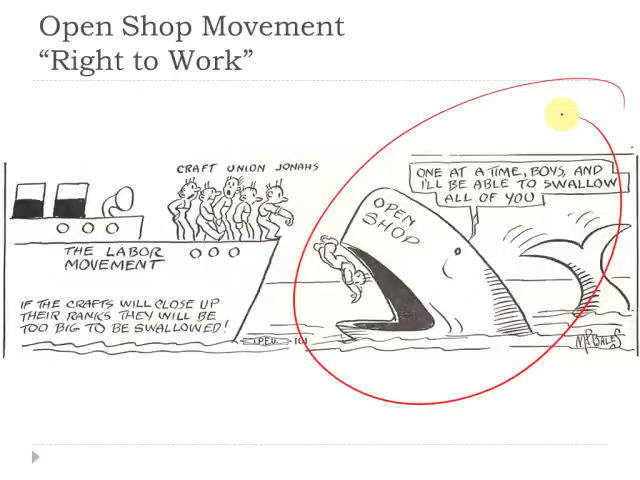 Open Shop Movement
“Right to Work”
CRAFT UNION JONAHS
ONE AT A TIME, BOYS, AND
I'LL BE ABLE TO SWALLOW
ALL OF YOU
OPEN
SHOP
THE LABOR
MOVEMENT
IF THE CRAFTS WILL CLOSE UP
THEIR RANKS THEY WILL BE
TOO BIG TO BE SWALLOWED!
I.P.E.U. 101